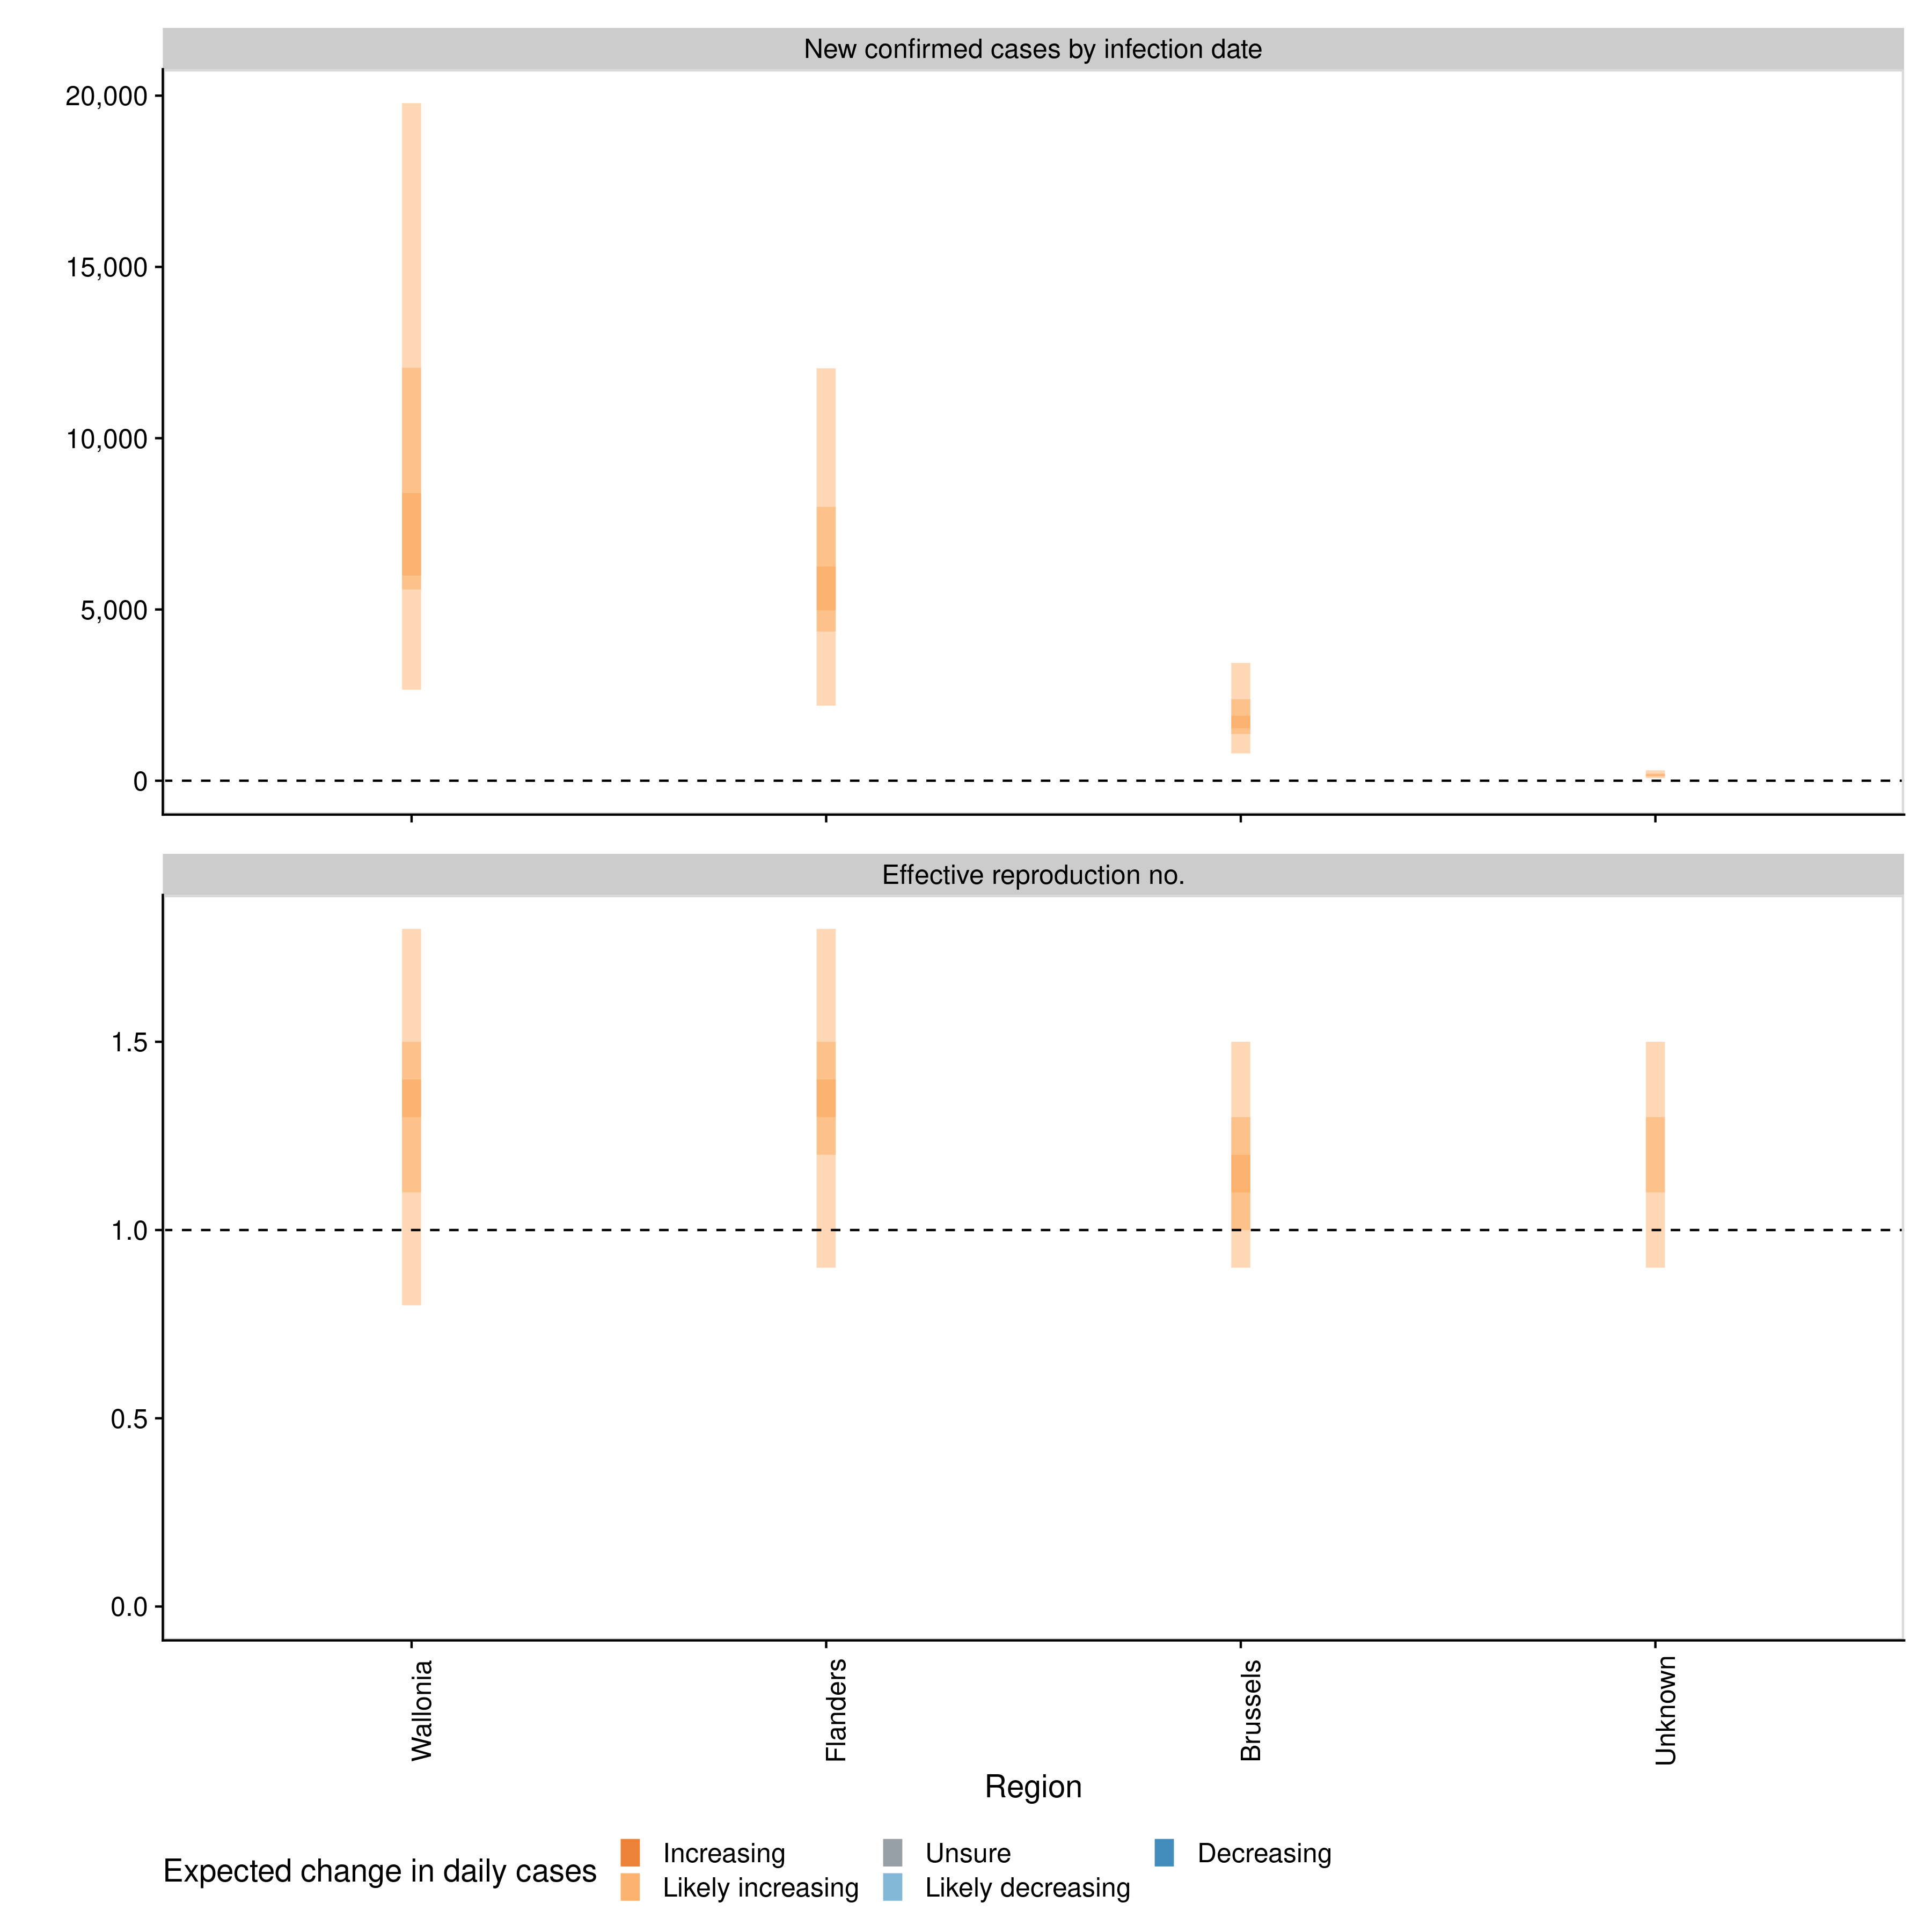 New confirmed cases by infection date
20,000
15,000
10,000
5,000
0
Effective reproduction no.
1.5
1.0
0.5
0.0
Wallonia
Flanders
Brussels
Unknown
Region
Expected change in daily cases
Increasing
Likely increasing
Unsure
Likely decreasing
Decreasing